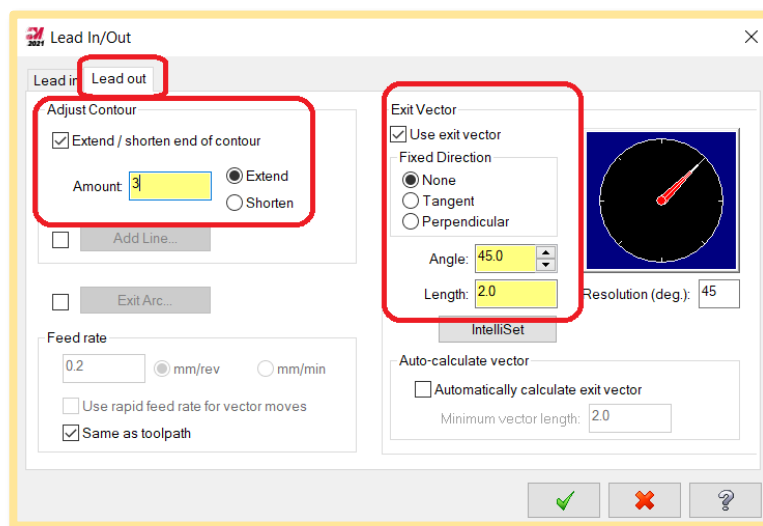 2021 Lead In/Out
Lead in Lead out
Adjust Contour
Extend / shorten end of contour
Amount: 3
Extend
Shorten
Add Line...
Exit Arc...
Feed rate
0.2 mm/rev mm/min
Use rapid feed rate for vector moves
Same as toolpath
Exit Vector
Use exit vector
Fixed Direction
None
Tangent
Perpendicular
Angle: 45.0
Length: 2.0
Resolution (deg.): 45
IntelliSet
Auto-calculate vector
Automatically calculate exit vector
Minimum vector length: 2.0